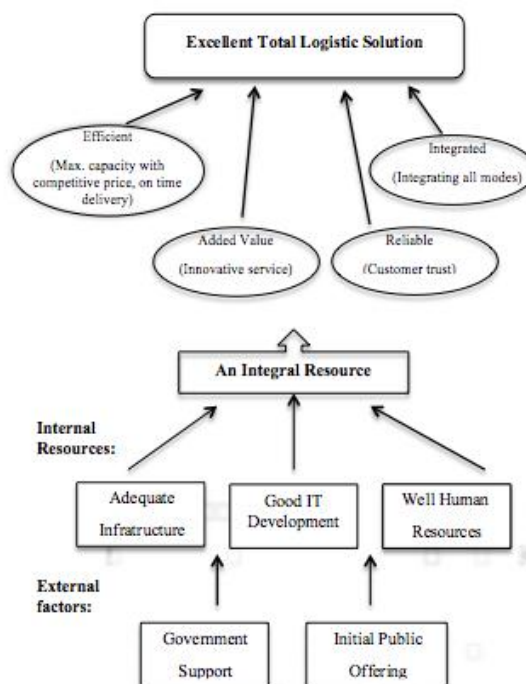 Excellent Total Logistic Solution
Efficient
(Max. capacity with
competitive price, on time
delivery)
Integrated
(Integrating all modes)
Added Value
(Innovative service)
Reliable
(Customer trust)
An Integral Resource
Internal
Resources:
Adequate
Infratructure
Good IT
Development
Well Human
Resources
External
factors:
Government
Support
Initial Public
Offering